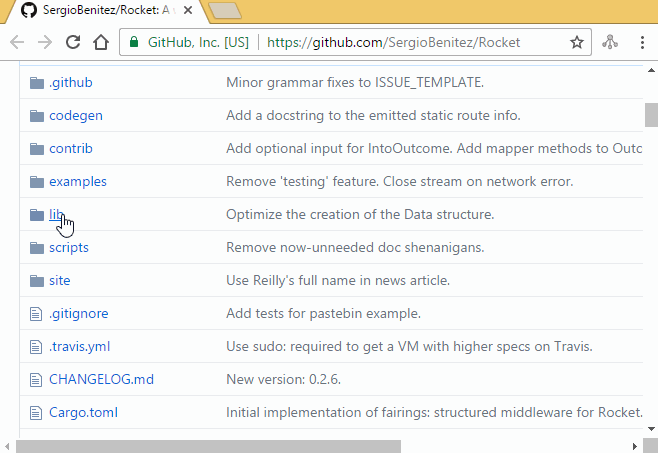 SergioBenitez/Rocket: A
GitHub, Inc. [US] https://github.com/SergioBenitez/Rocket
.github Minor grammar fixes to ISSUE_TEMPLATE.
codegen Add a docstring to the emitted static route info.
contrib Add optional input for IntoOutcome. Add mapper methods to Outc
examples Remove 'testing' feature. Close stream on network error.
lib Optimize the creation of the Data structure.
scripts Remove now-unneeded doc shenanigans.
site Use Reilly's full name in news article.
.gitignore Add tests for pastebin example.
.travis.yml Use sudo: required to get a VM with higher specs on Travis.
CHANGELOG.md New version: 0.2.6.
Cargo.toml Initial implementation of fairings: structured middleware for Rocket.